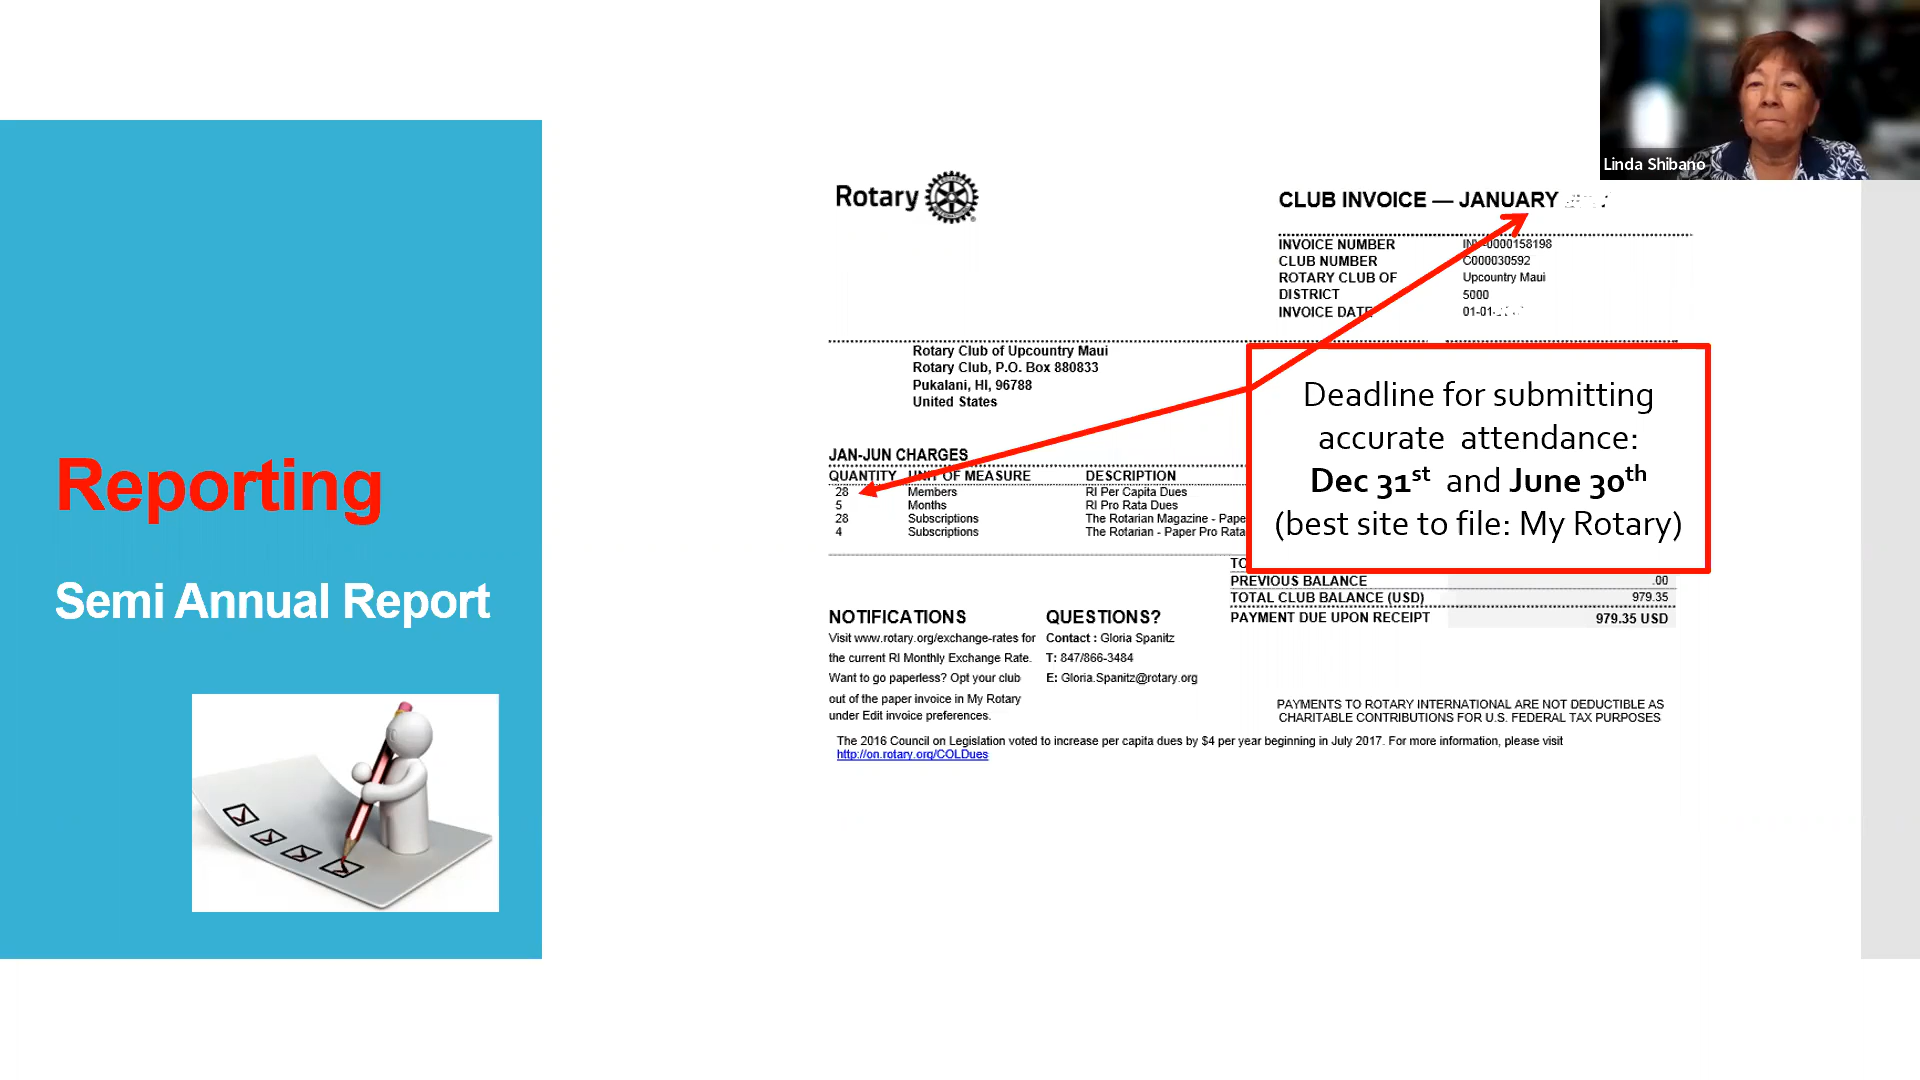 Linda Shibano
Rotary
CLUB INVOICE — JANUARY
INVOICE NUMBER 0000158198
CLUB NUMBER C000030592
ROTARY CLUB OF Upcountry Maui
DISTRICT 5000
INVOICE DATE 01-01-
Rotary Club of Upcountry Maui
Rotary Club, P.O. Box 880833
Pukalani, HI, 96788
United States
Deadline for submitting
accurate attendance:
Dec 31st and June 30th
(best site to file: My Rotary)
JAN-JUN CHARGES
QUANTITY UNIT OF MEASURE DESCRIPTION
28 Members RI Per Capita Dues
5 Months RI Pro Rata Dues
28 Subscriptions The Rotarian Magazine - Pape
4 Subscriptions The Rotarian - Paper Pro Rata
Reporting
Semi Annual Report
TO
PREVIOUS BALANCE .00
TOTAL CLUB BALANCE (USD) 979.35
PAYMENT DUE UPON RECEIPT 979.35 USD
NOTIFICATIONS
Visit www.rotary.org/exchange-rates for
the current RI Monthly Exchange Rate.
Want to go paperless? Opt your club
out of the paper invoice in My Rotary
under Edit invoice preferences.
QUESTIONS?
Contact : Gloria Spanitz
T: 847/866-3484
E: Gloria.Spanitz@rotary.org
PAYMENTS TO ROTARY INTERNATIONAL ARE NOT DEDUCTIBLE AS
CHARITABLE CONTRIBUTIONS FOR U.S. FEDERAL TAX PURPOSES
The 2016 Council on Legislation voted to increase per capita dues by $4 per year beginning in July 2017. For more information, please visit
http://on.rotary.org/COLDues